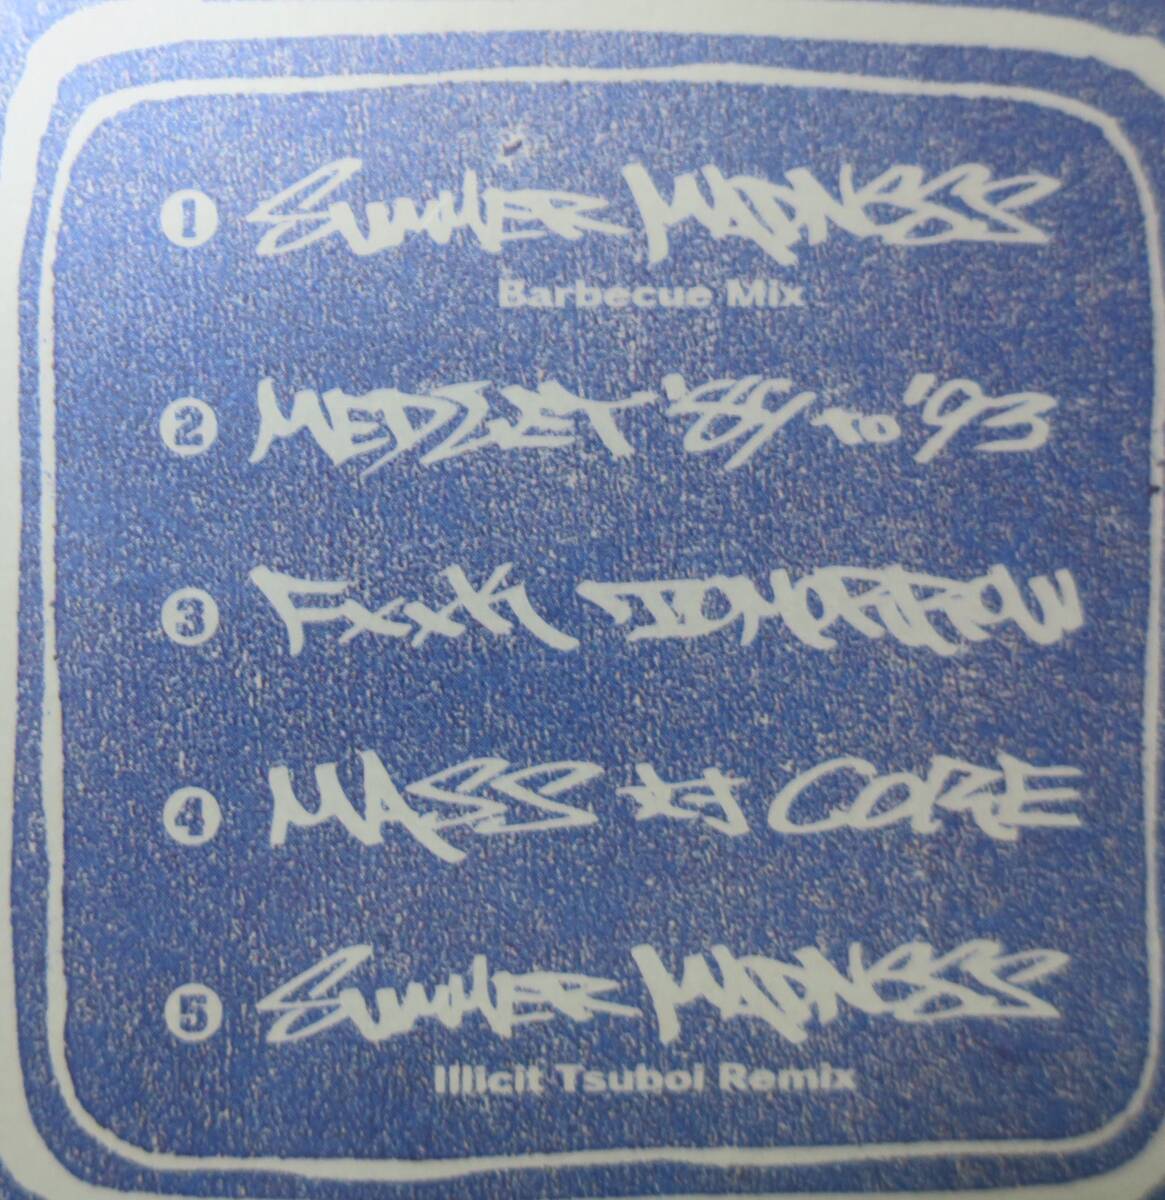 1 SUMMER MADNESS
Barbecue Mix
2 MEDLEY '89 to '93
3 FxxK TOMORROW
4 MASS 対 CORE
5 SUMMER MADNESS
Illicit Tsuboi Remix